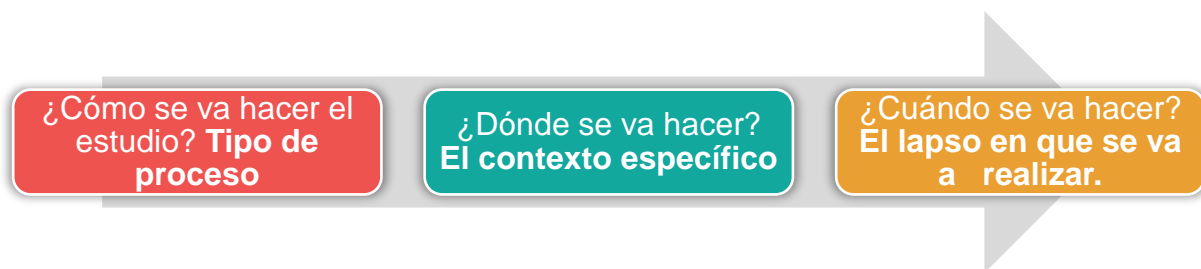 ¿Cómo se va hacer el
estudio? Tipo de
proceso
¿Dónde se va hacer?
El contexto específico
¿Cuándo se va hacer?
El lapso en que se va
a realizar.